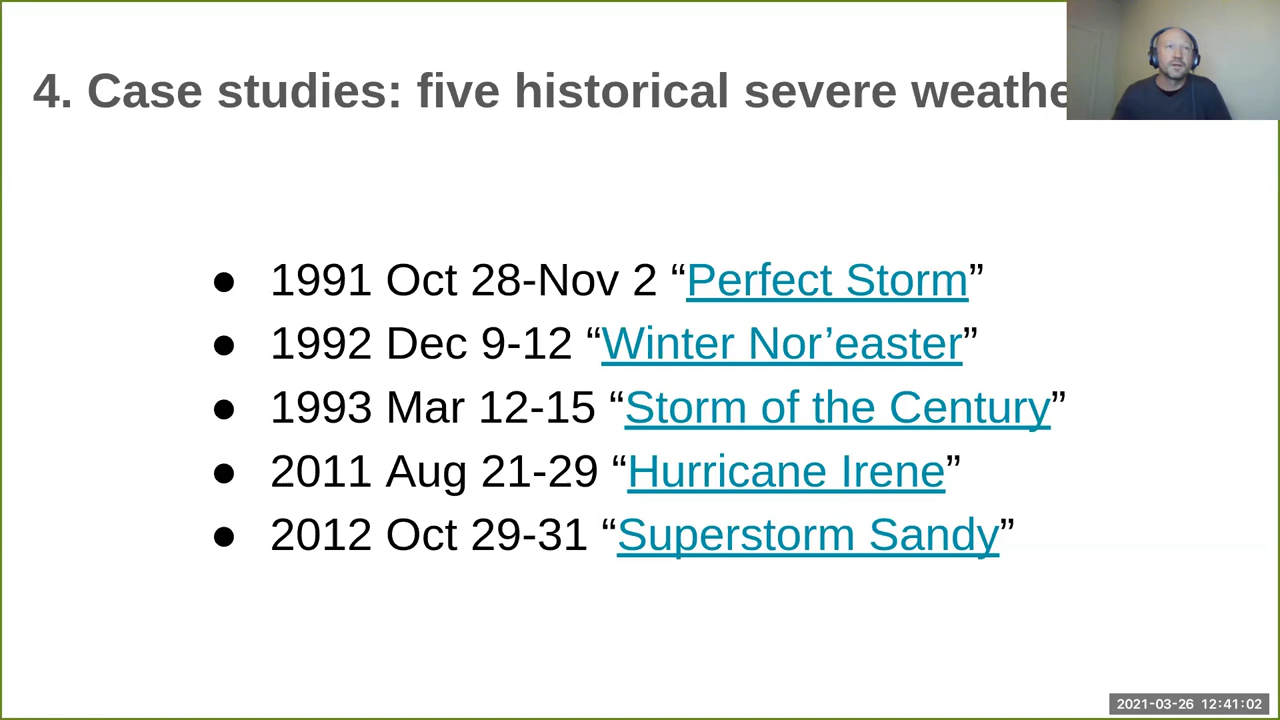 4. Case studies: five historical severe weathe
● 1991 Oct 28-Nov 2 “Perfect Storm”
● 1992 Dec 9-12 “Winter Nor’easter”
● 1993 Mar 12-15 “Storm of the Century”
● 2011 Aug 21-29 “Hurricane Irene”
● 2012 Oct 29-31 “Superstorm Sandy”
2021-03-26 12:41:02